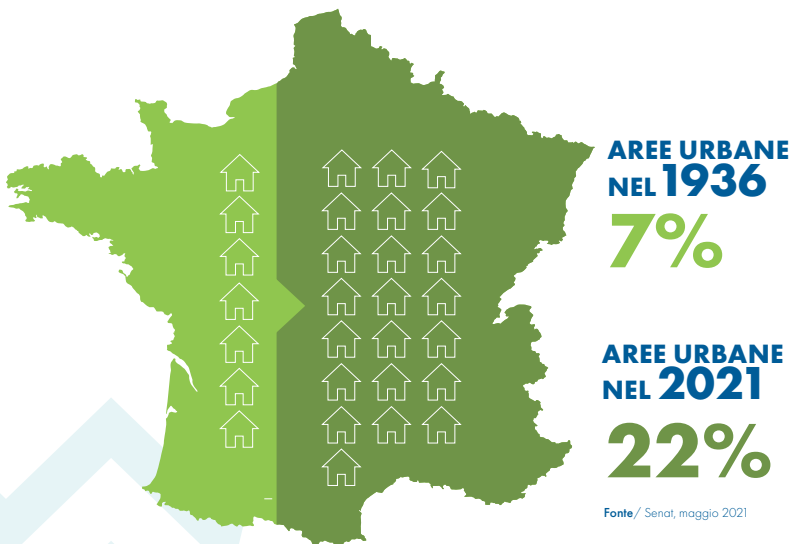 AREE URBANE
NEL 1936
7%
AREE URBANE
NEL 2021
22%
Fonte/ Senat, maggio 2021